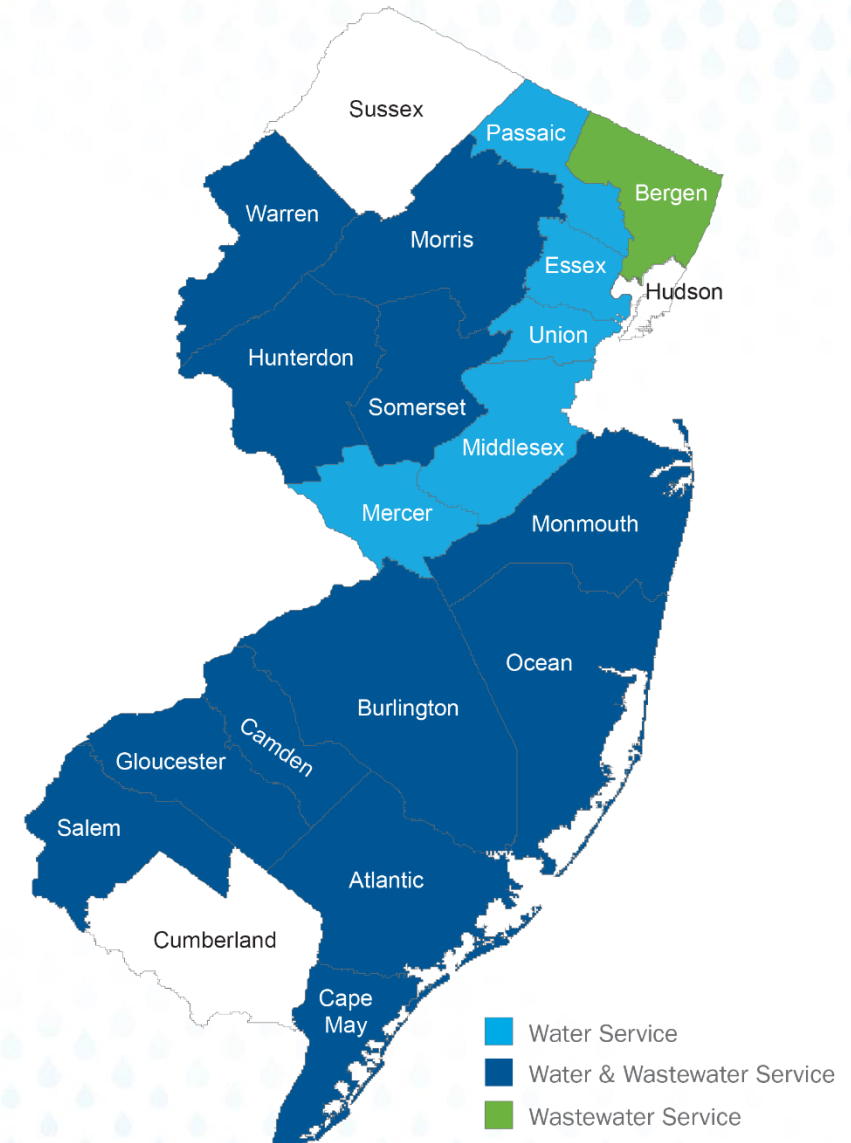 Sussex
Passaic
Bergen
Warren
Morris
Essex
Hudson
Union
Hunterdon
Somerset
Middlesex
Mercer
Monmouth
Ocean
Burlington
Camden
Gloucester
Salem
Atlantic
Cumberland
Cape
May
Water Service
Water & Wastewater Service
Wastewater Service